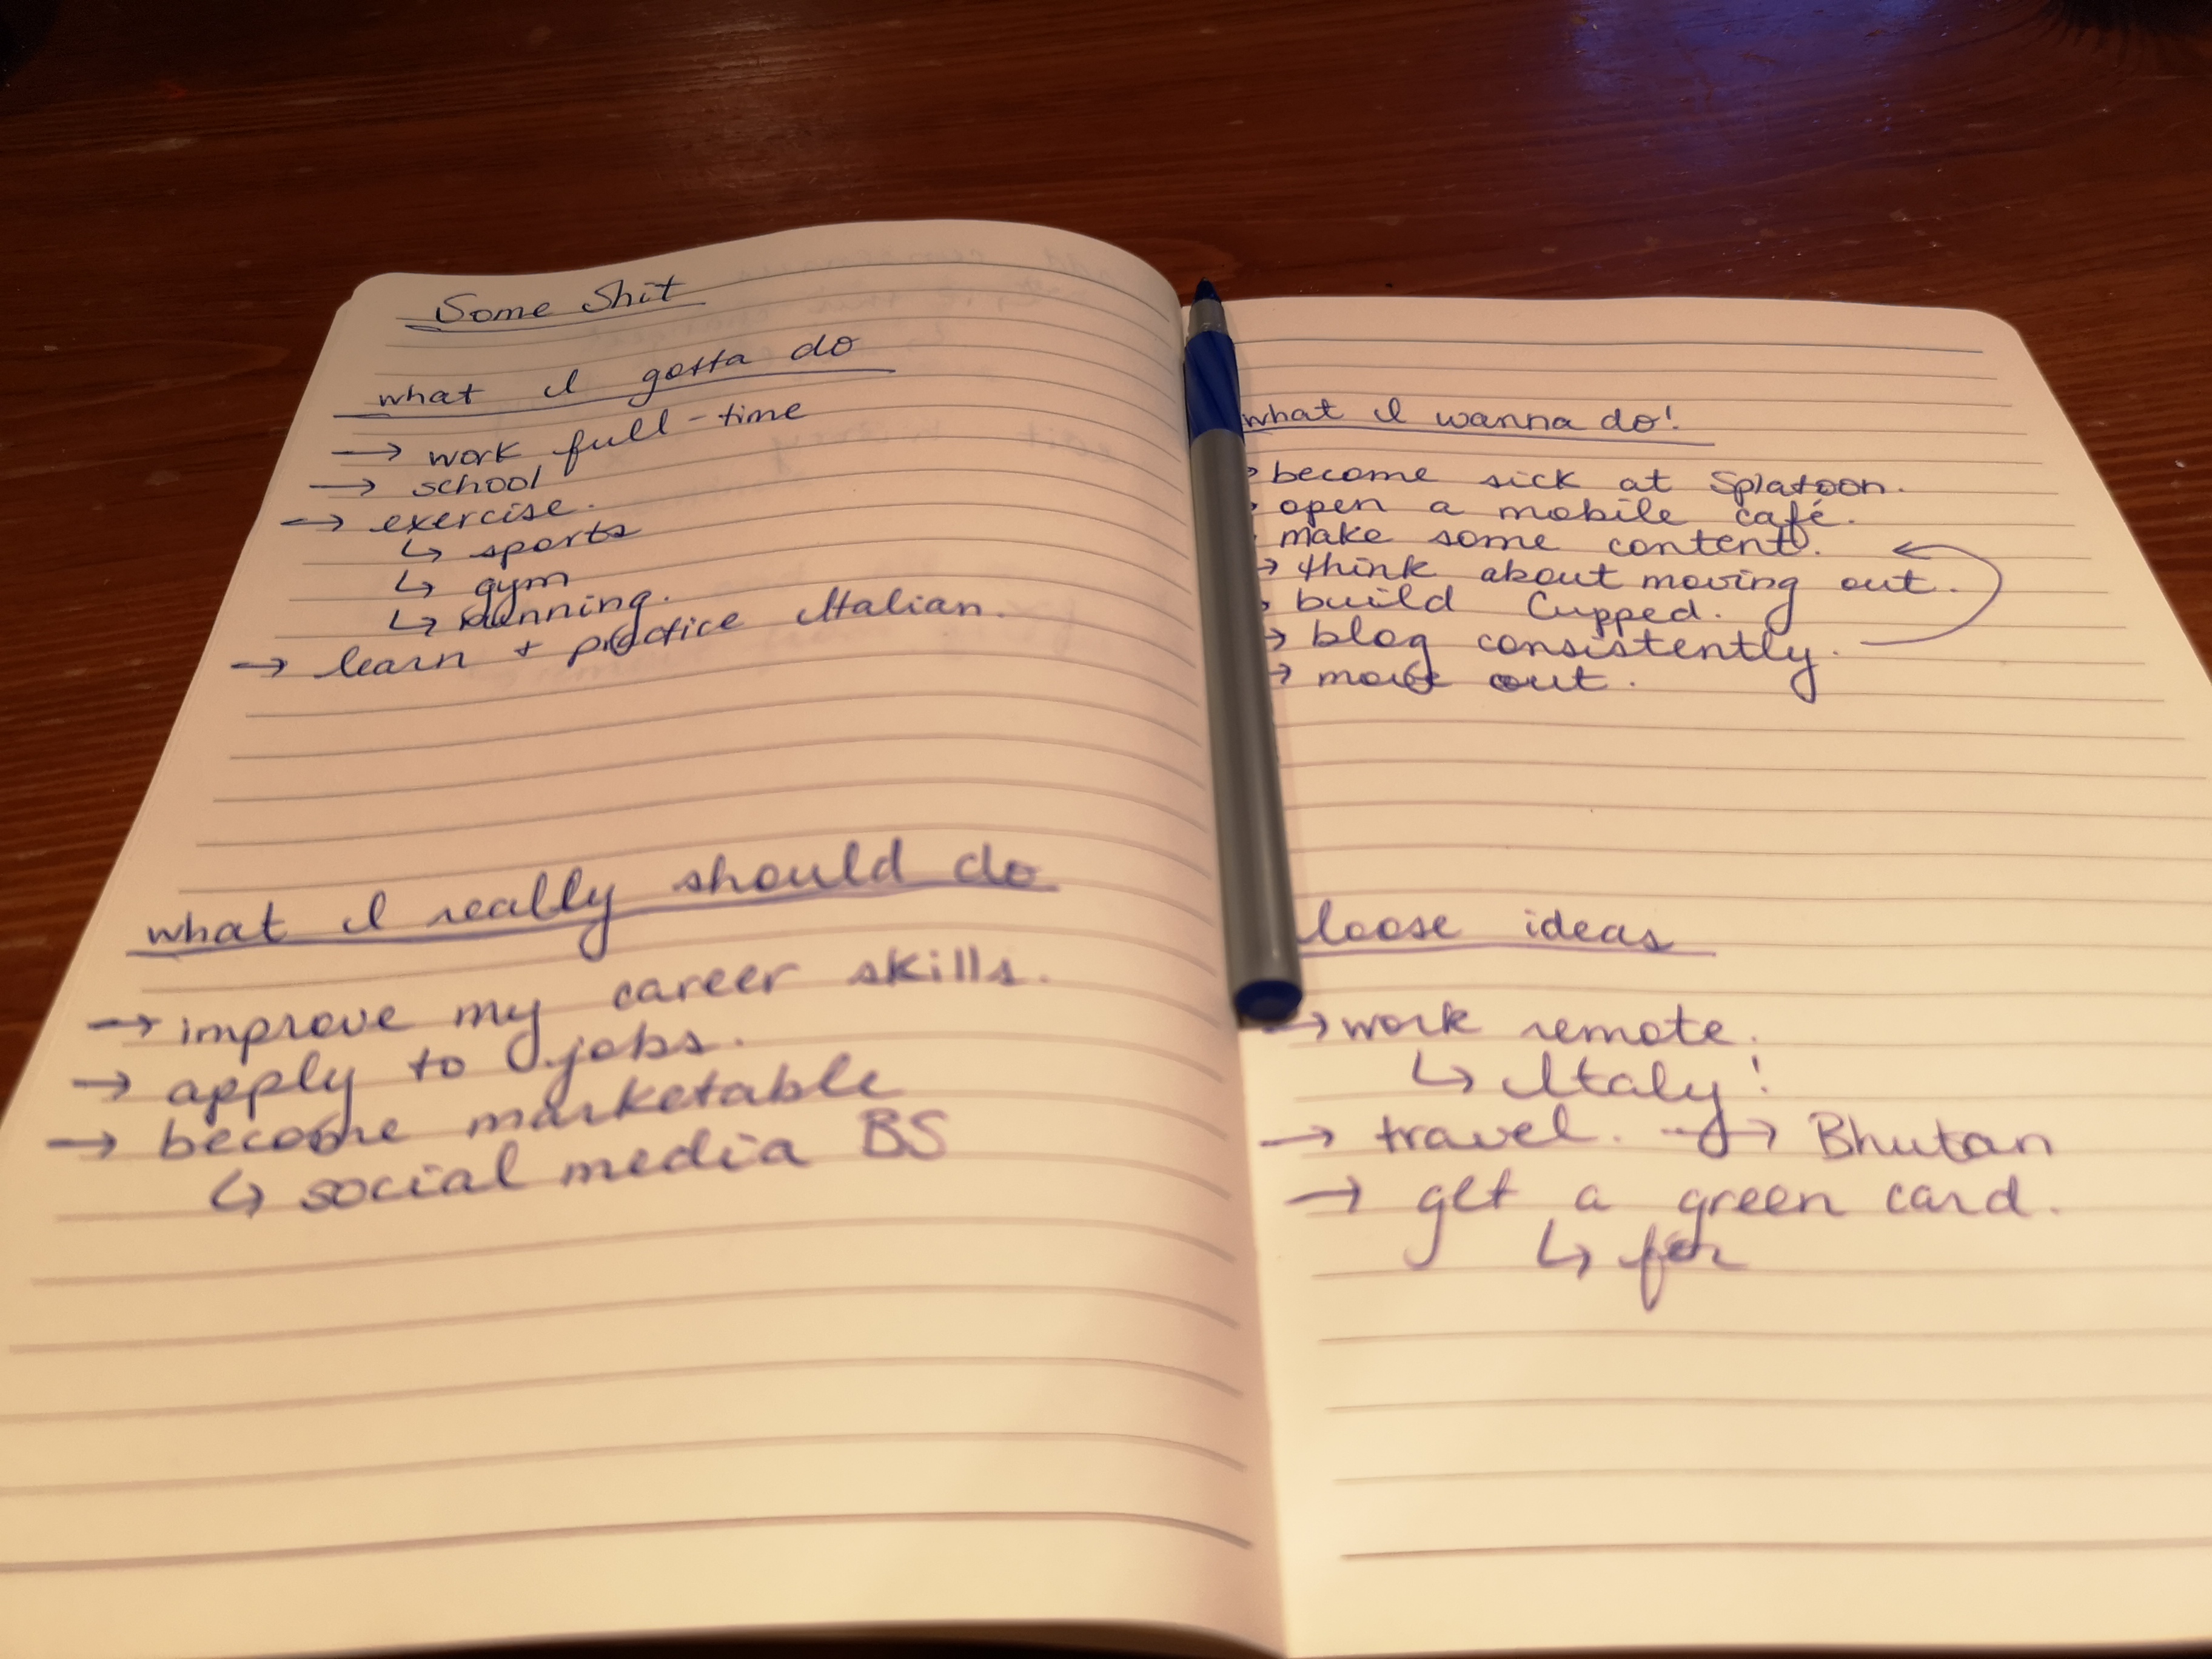 Some Shit
what I gotta do
→ work full-time
→ school
→ exercise.
↳ sports
↳ gym
↳ running.
→ learn + practice Italian.
what I really should do
→ improve my career skills.
→ apply to jobs.
→ become marketable
↳ social media BS
what I wanna do!
become sick at Splatoon.
open a mobile café.
make some content.
→ think about moving out.
build Cupped.
→ blog consistently.
→ move out.
loose ideas
→ work remote.
↳ Italy!
→ travel. → Bhutan
→ get a green card.
↳ for